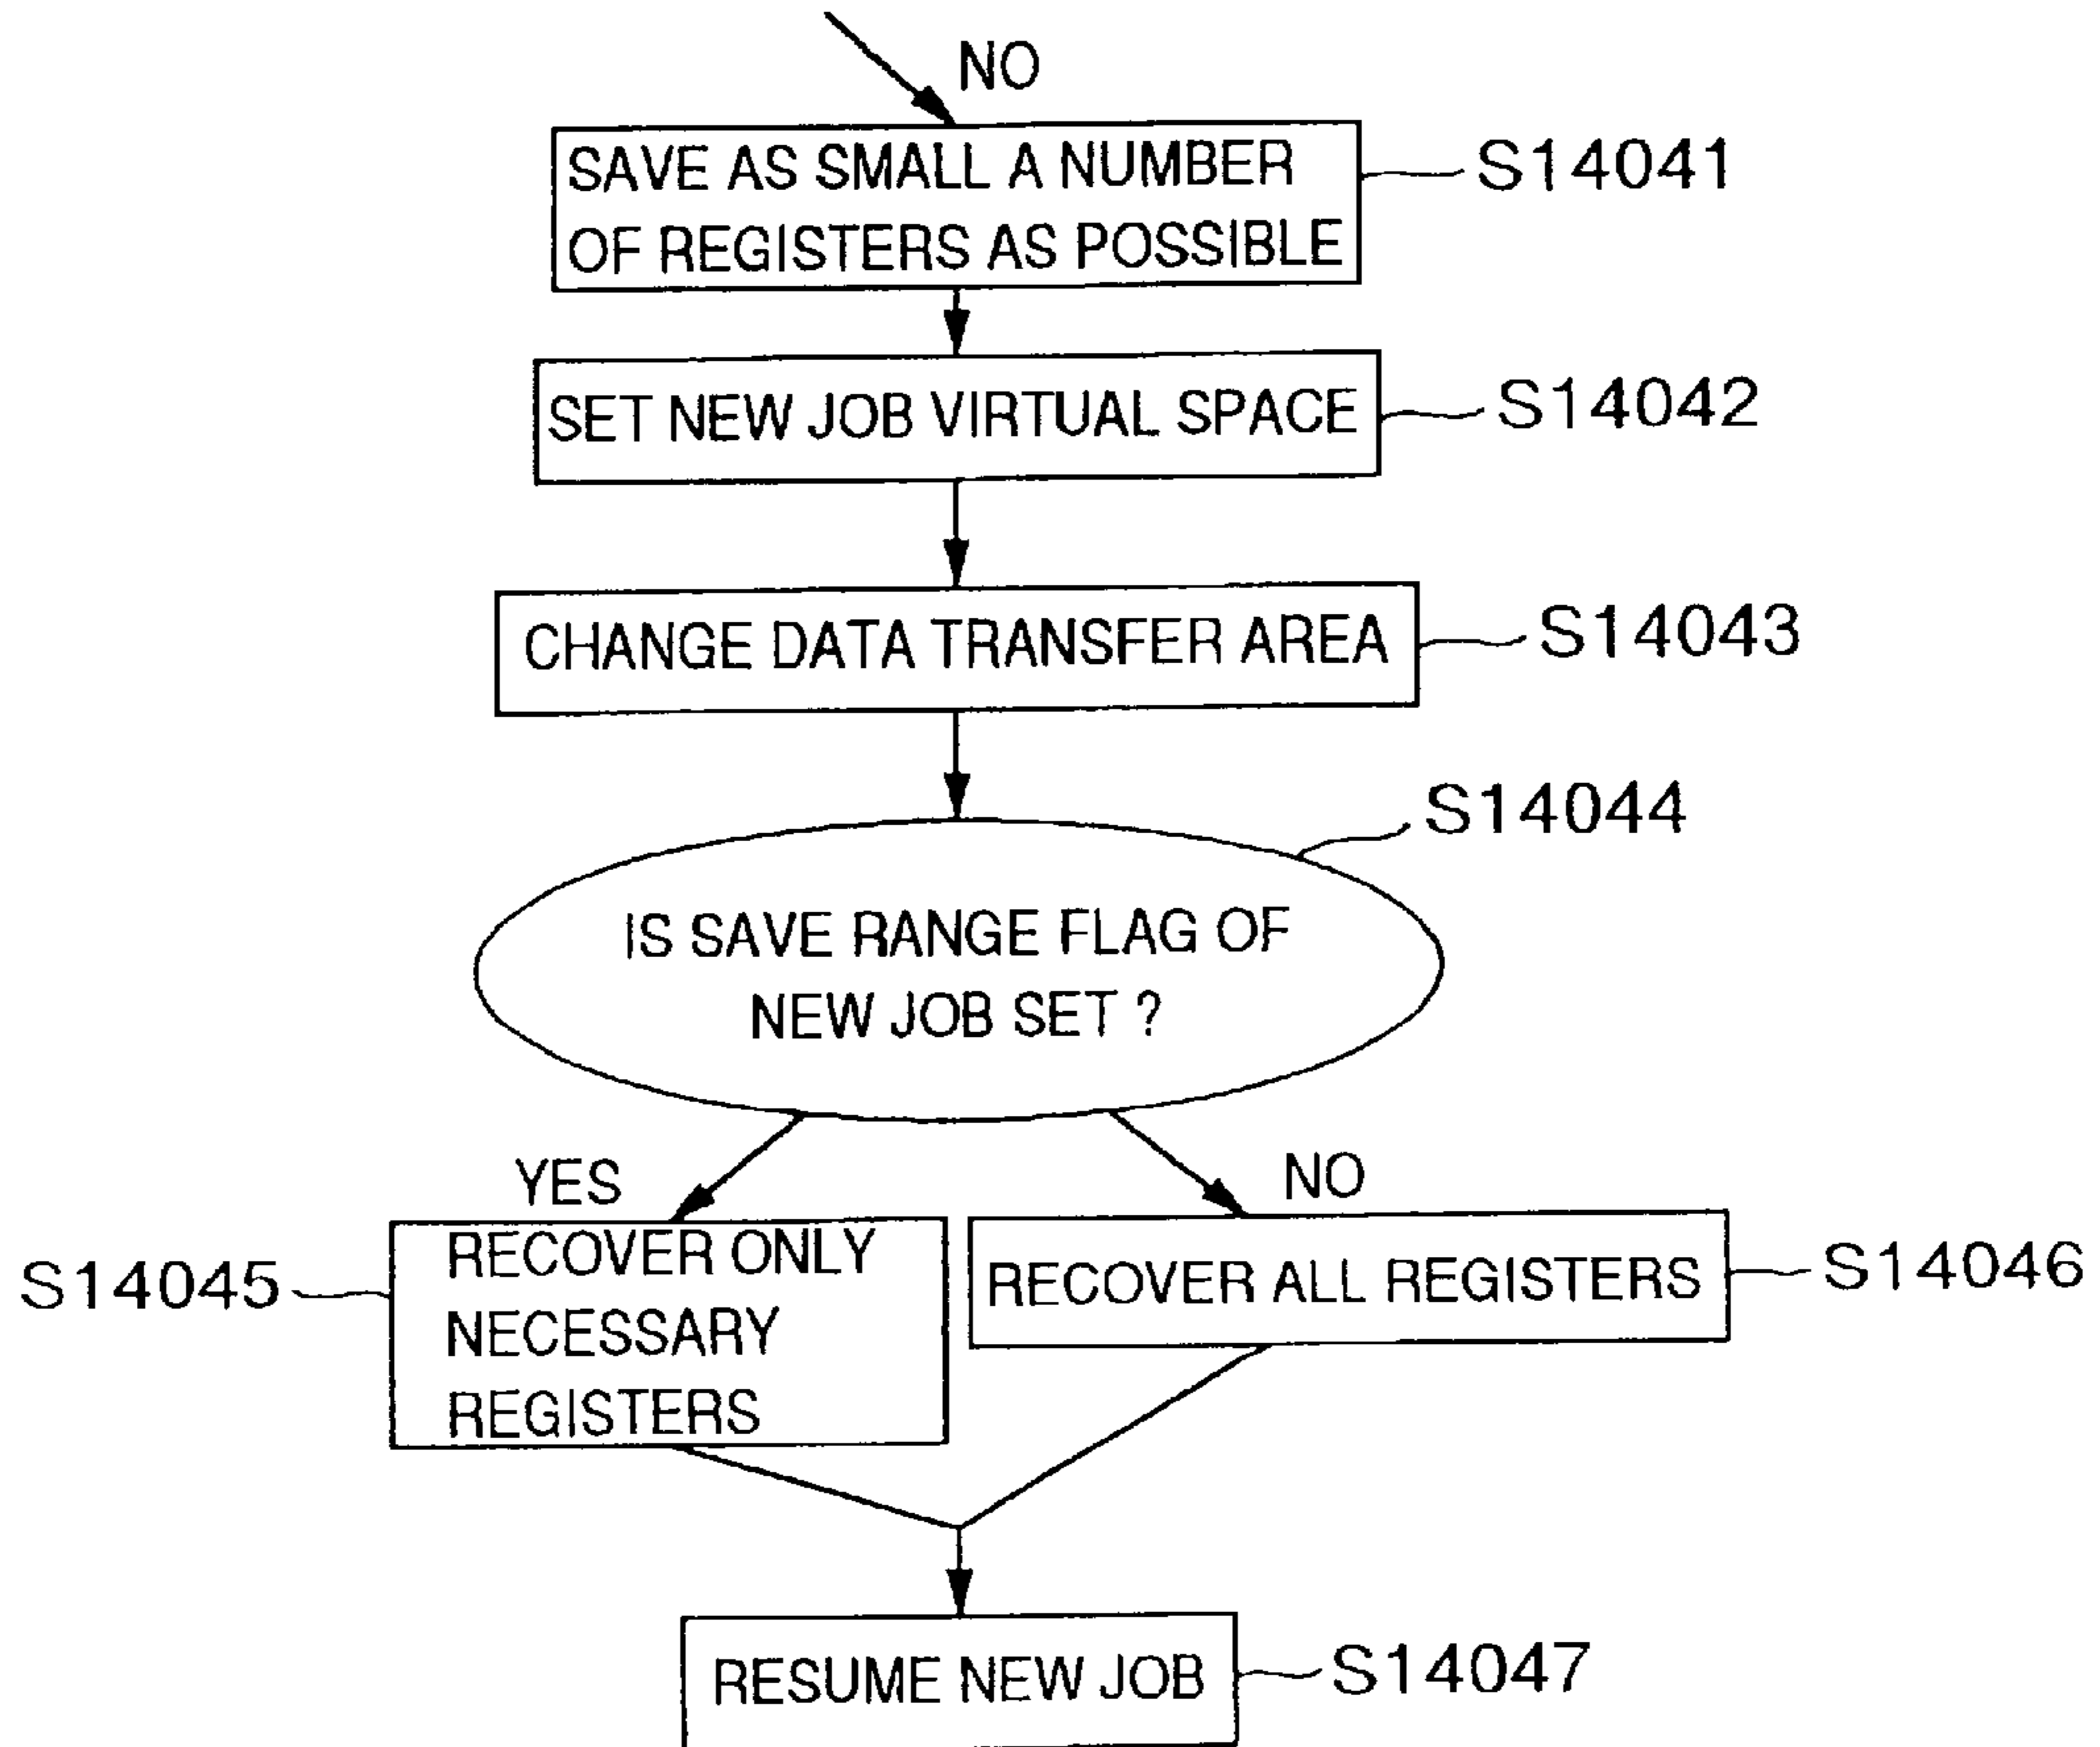 NO
SAVE AS SMALL A NUMBER
OF REGISTERS AS POSSIBLE
S14041
SET NEW JOB VIRTUAL SPACE
S14042
CHANGE DATA TRANSFER AREA
S14043
S14044
IS SAVE RANGE FLAG OF
NEW JOB SET ?
YES
NO
S14045
RECOVER ONLY
NECESSARY
REGISTERS
RECOVER ALL REGISTERS
S14046
RESUME NEW JOB
S14047